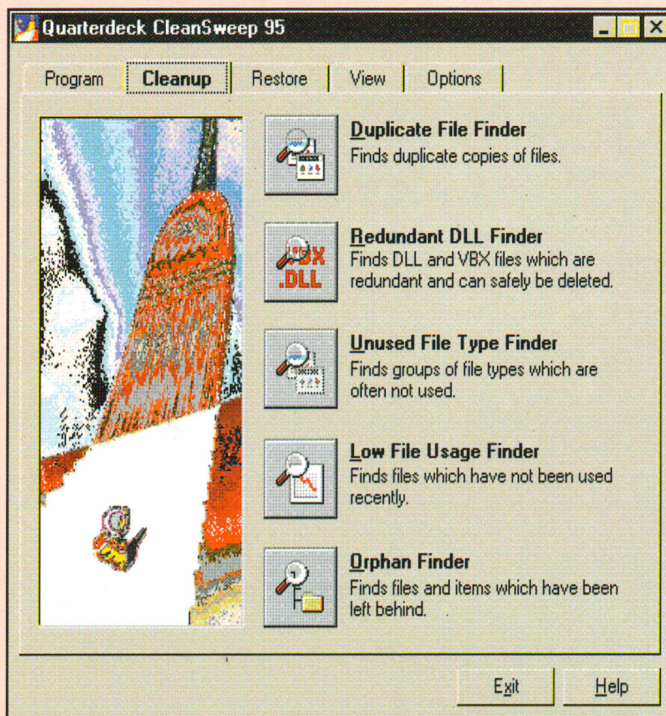 Quarterdeck CleanSweep 95
Program Cleanup Restore View Options
Duplicate File Finder
Finds duplicate copies of files.
.VBX
.DLL
Redundant DLL Finder
Finds DLL and VBX files which are
redundant and can safely be deleted.
Unused File Type Finder
Finds groups of file types which are
often not used.
Low File Usage Finder
Finds files which have not been used
recently.
Orphan Finder
Finds files and items which have been
left behind.
Exit Help